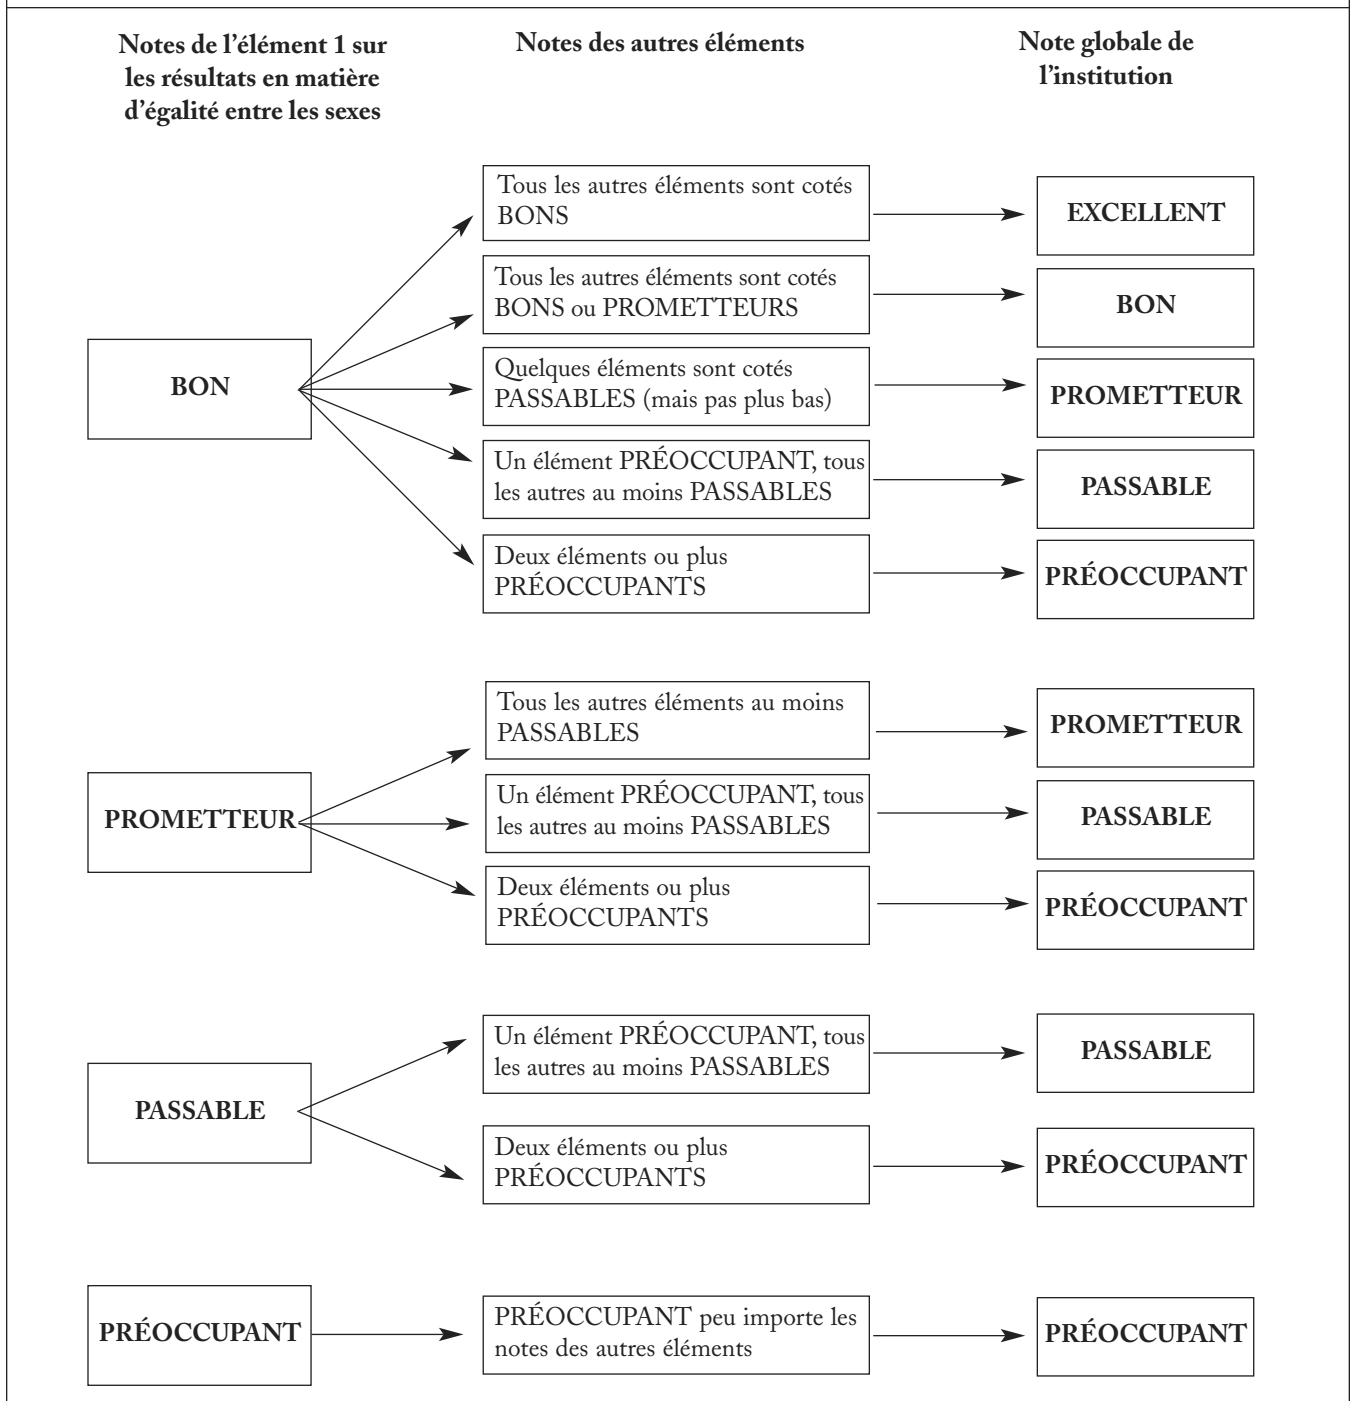 Notes de l'élément 1 sur
les résultats en matière
d'égalité entre les sexes
Notes des autres éléments
Note globale de
l'institution
BON
Tous les autres éléments sont cotés
BONS
EXCELLENT
Tous les autres éléments sont cotés
BONS ou PROMETTEURS
BON
Quelques éléments sont cotés
PASSABLES (mais pas plus bas)
PROMETTEUR
Un élément PRÉOCCUPANT, tous
les autres au moins PASSABLES
PASSABLE
Deux éléments ou plus
PRÉOCCUPANTS
PRÉOCCUPANT
PROMETTEUR
Tous les autres éléments au moins
PASSABLES
PROMETTEUR
Un élément PRÉOCCUPANT, tous
les autres au moins PASSABLES
PASSABLE
Deux éléments ou plus
PRÉOCCUPANTS
PRÉOCCUPANT
PASSABLE
Un élément PRÉOCCUPANT, tous
les autres au moins PASSABLES
PASSABLE
Deux éléments ou plus
PRÉOCCUPANTS
PRÉOCCUPANT
PRÉOCCUPANT
PRÉOCCUPANT peu importe les
notes des autres éléments
PRÉOCCUPANT